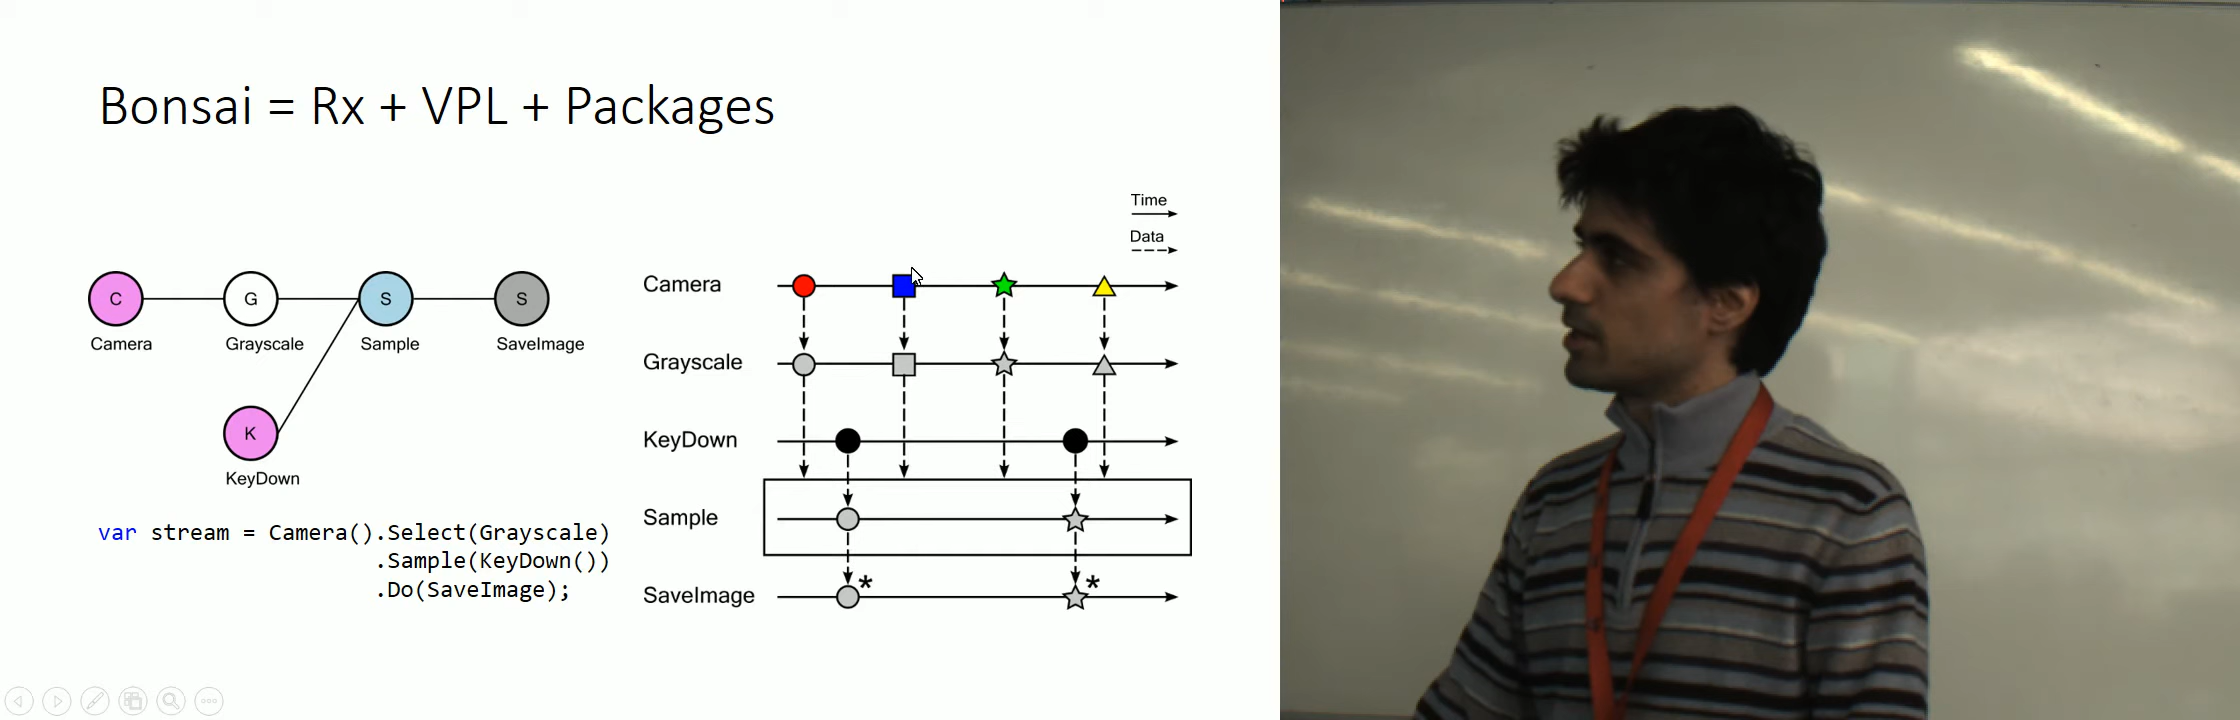 Bonsai = Rx + VPL + Packages
C
G
S
S
Camera
Grayscale
Sample
SaveImage
K
KeyDown
var stream = Camera().Select(Grayscale)
.Sample(KeyDown())
.Do(SaveImage);
Time
Data
Camera
Grayscale
KeyDown
Sample
SaveImage
*
*